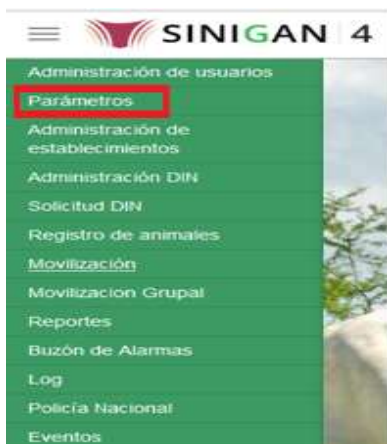 SINIGAN 4
Administración de usuarios
Parámetros
Administración de
establecimientos
Administración DIN
Solicitud DIN
Registro de animales
Movilización
Movilizacion Grupal
Reportes
Buzón de Alarmas
Log
Policía Nacional
Eventos